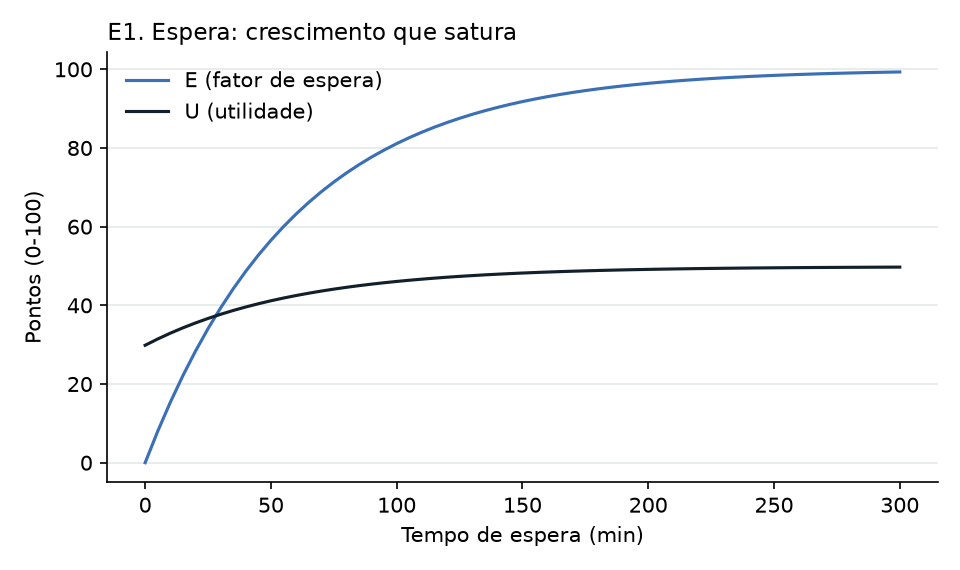 E1. Espera: crescimento que satura
E (fator de espera)
U (utilidade)
Pontos (0-100)
100
80
60
40
20
0
0 50 100 150 200 250 300
Tempo de espera (min)